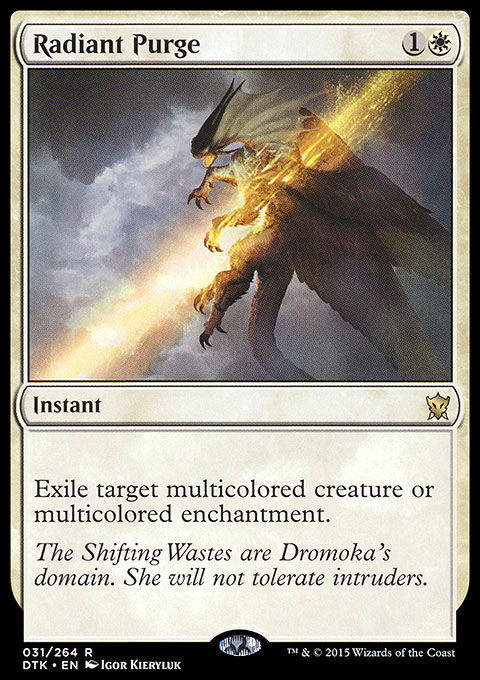 Radiant Purge 1
Instant
Exile target multicolored creature or
multicolored enchantment.
The Shifting Wastes are Dromoka's
domain. She will not tolerate intruders.
031/264 R
DTK • EN Igor Kieryluk
™ & © 2015 Wizards of the Coast